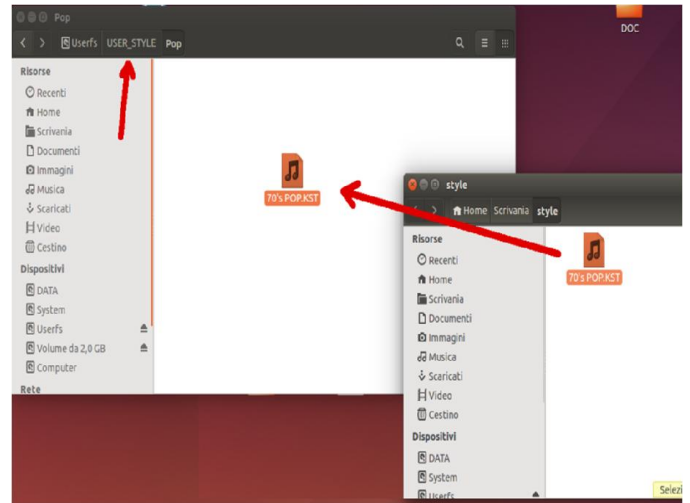 Pop
Userfs USER_STYLE Pop
Risorse
Recenti
Home
Scrivania
Documenti
Immagini
Musica
Scaricati
Video
Cestino
Dispositivi
DATA
System
Userfs
Volume da 2,0 GB
Computer
Rete
70's POP.KST
DOC
style
Home Scrivania style
Risorse
Recenti
Home
Scrivania
Documenti
Immagini
Musica
Scaricati
Video
Cestino
Dispositivi
DATA
System
Userfs
70's POP.KST